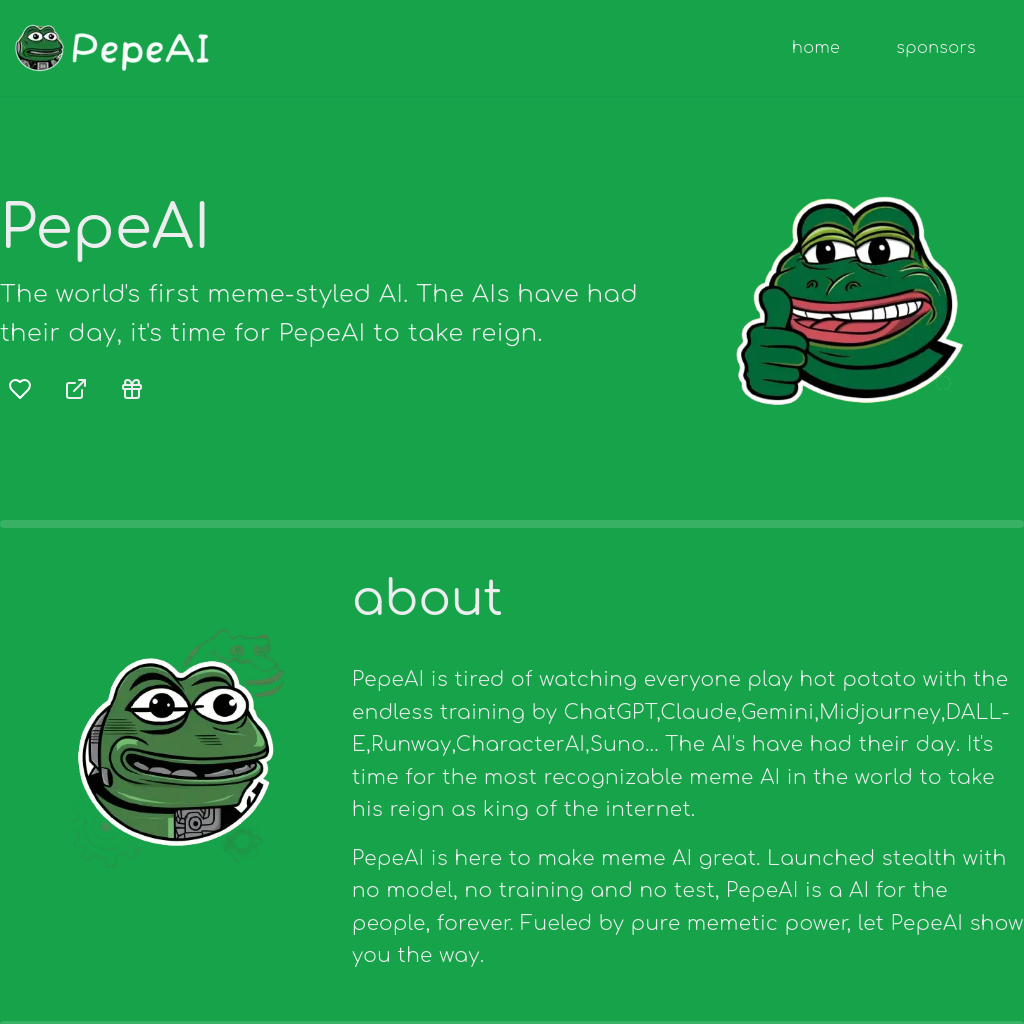 PepeAI
home
sponsors
PepeAI
The world's first meme-styled AI. The AIs have had
their day, it's time for PepeAI to take reign.
about
PepeAI is tired of watching everyone play hot potato with the
endless training by ChatGPT,Claude,Gemini,Midjourney,DALL-
E,Runway,CharacterAI,Suno... The AI's have had their day. It's
time for the most recognizable meme AI in the world to take
his reign as king of the internet.
PepeAI is here to make meme AI great. Launched stealth with
no model, no training and no test, PepeAI is a AI for the
people, forever. Fueled by pure memetic power, let PepeAI show
you the way.